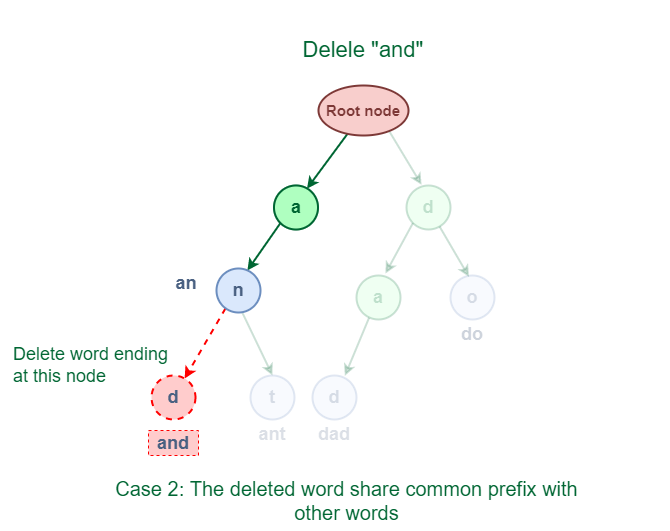 Delele "and"
Root node
a
d
an
n
a
o
do
Delete word ending
at this node
d
t
d
and
ant
dad
Case 2: The deleted word share common prefix with
other words